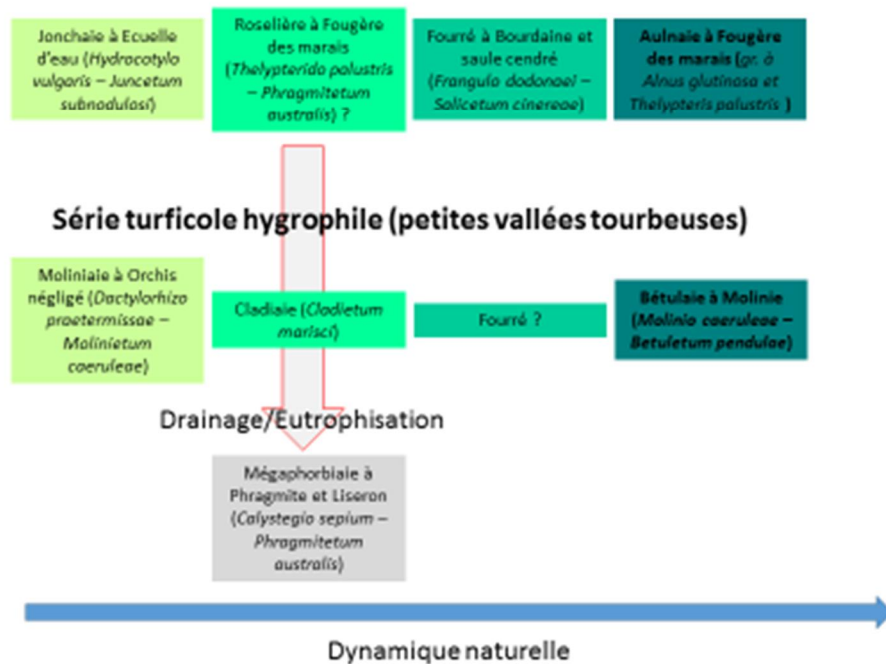 Jonchaie à Ecuelle
d'eau (Hydrocotylo
vulgaris – Juncetum
subnodulosi)
Roselière à Fougère
des marais
(Thelypterido palustris
– Phragmitetum
australis) ?
Fourré à Bourdaine et
saule cendré
(Frangulo dodonaei –
Salicetum cinereae)
Aulnaie à Fougère
des marais (gr. à
Alnus glutinosa et
Thelypteris palustris )
Série turficole hygrophile (petites vallées tourbeuses)
Moliniaie à Orchis
négligé (Dactylorhizo
praetermissae –
Molinietum
caeruleae)
Cladiaie (Cladietum
marisci)
Fourré ?
Bétulaie à Molinie
(Molinio caeruleae –
Betuletum pendulae)
Drainage/Eutrophisation
Mégaphorbiaie à
Phragmite et Liseron
(Calystegio sepium –
Phragmitetum
australis)
Dynamique naturelle